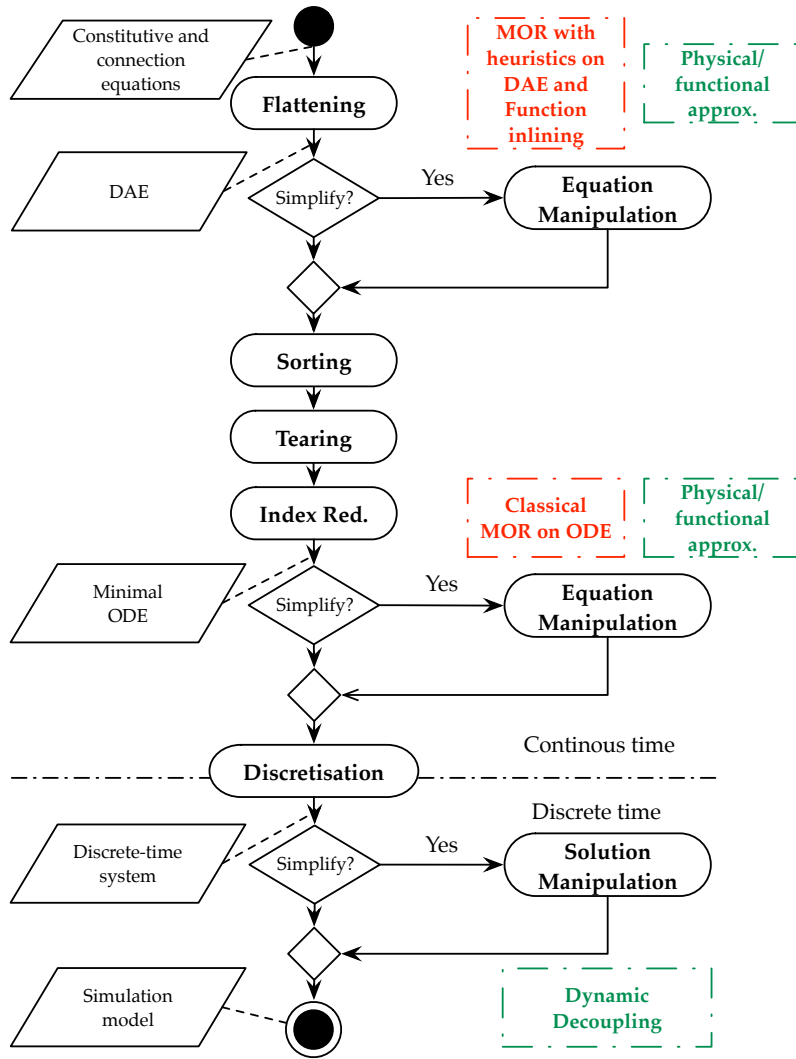 Constitutive and
connection
equations
MOR with
heuristics on
DAE and
Function
inlining
Physical/
functional
approx.
Flattening
DAE
Simplify?
Yes
Equation
Manipulation
Sorting
Tearing
Index Red.
Classical
MOR on ODE
Physical/
functional
approx.
Minimal
ODE
Simplify?
Yes
Equation
Manipulation
Discretisation
Continous time
Discrete time
Discrete-time
system
Simplify?
Yes
Solution
Manipulation
Simulation
model
Dynamic
Decoupling